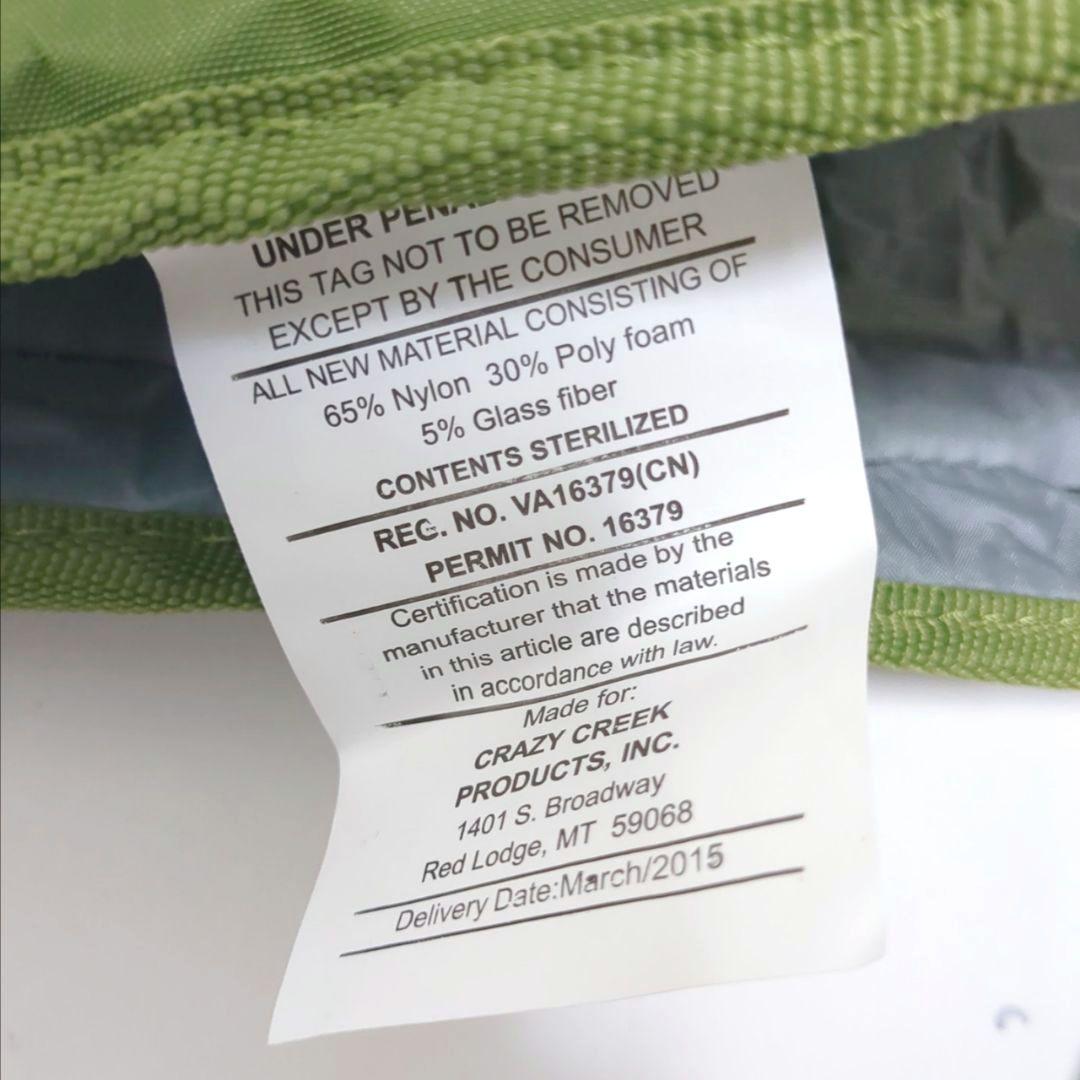 UNDER
THIS TAG NOT TO BE REMOVED
EXCEPT BY THE CONSUMER
ALL NEW MATERIAL CONSISTING OF
65% Nylon 30% Poly foam
5% Glass fiber
CONTENTS STERILIZED
REG. NO. VA16379(CN)
PERMIT NO. 16379
Certification is made by the
manufacturer that the materials
in this article are described
in accordance with law.
Made for:
CRAZY CREEK
PRODUCTS, INC.
1401 S. Broadway
Red Lodge, MT 59068
Delivery Date:March/2015